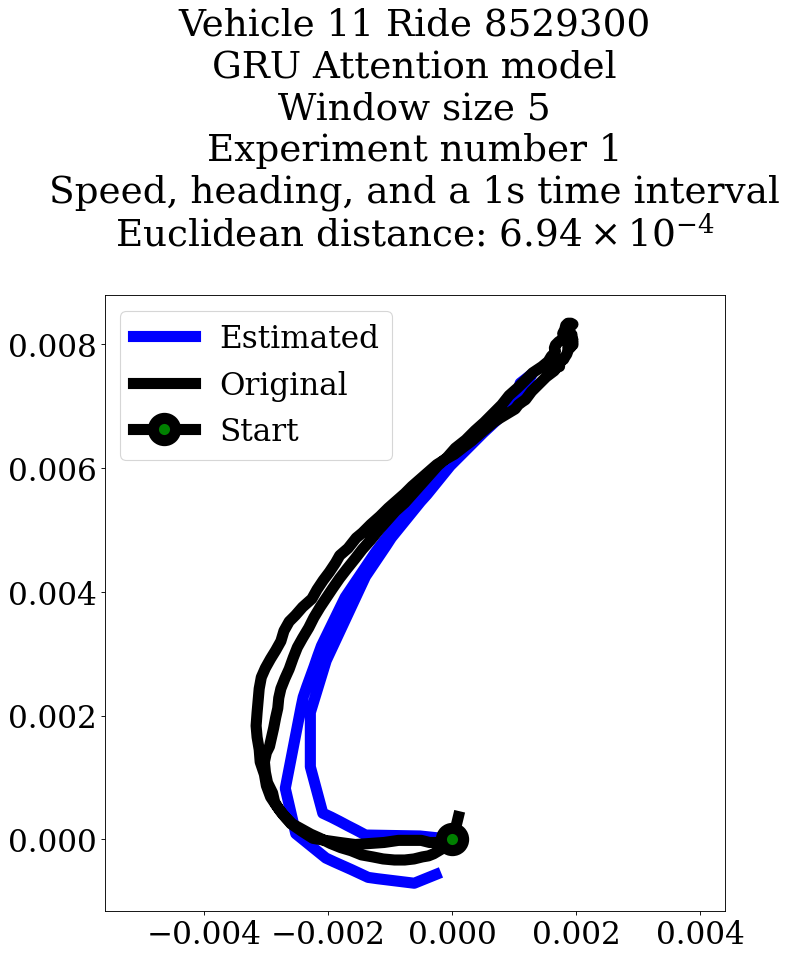 Vehicle 11 Ride 8529300
GRU Attention model
Window size 5
Experiment number 1
Speed, heading, and a 1s time interval
Euclidean distance: 6.94 × 10⁻⁴
Estimated
Original
Start
0.008
0.006
0.004
0.002
0.000
−0.004 −0.002 0.000 0.002 0.004